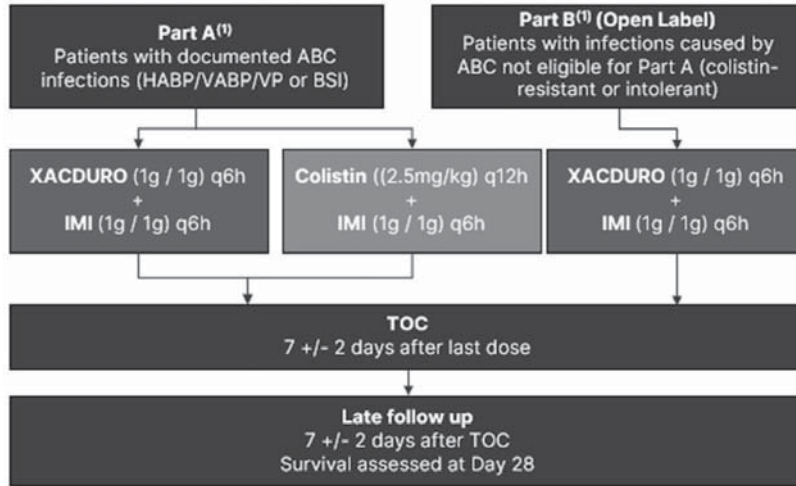 Part A(1)
Patients with documented ABC
infections (HABP/VABP/VP or BSI)
Part B(1) (Open Label)
Patients with infections caused by
ABC not eligible for Part A (colistin-
resistant or intolerant)
XACDURO (1g / 1g) q6h
+
IMI (1g / 1g) q6h
Colistin ((2.5mg/kg) q12h
+
IMI (1g / 1g) q6h
XACDURO (1g / 1g) q6h
+
IMI (1g / 1g) q6h
TOC
7 +/- 2 days after last dose
Late follow up
7 +/- 2 days after TOC
Survival assessed at Day 28